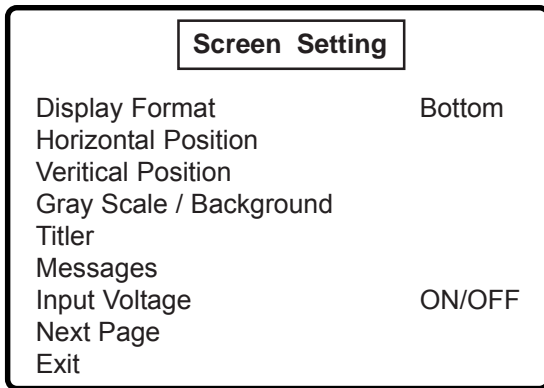 Screen Setting
Display Format Bottom
Horizontal Position
Veritical Position
Gray Scale / Background
Titler
Messages
Input Voltage ON/OFF
Next Page
Exit